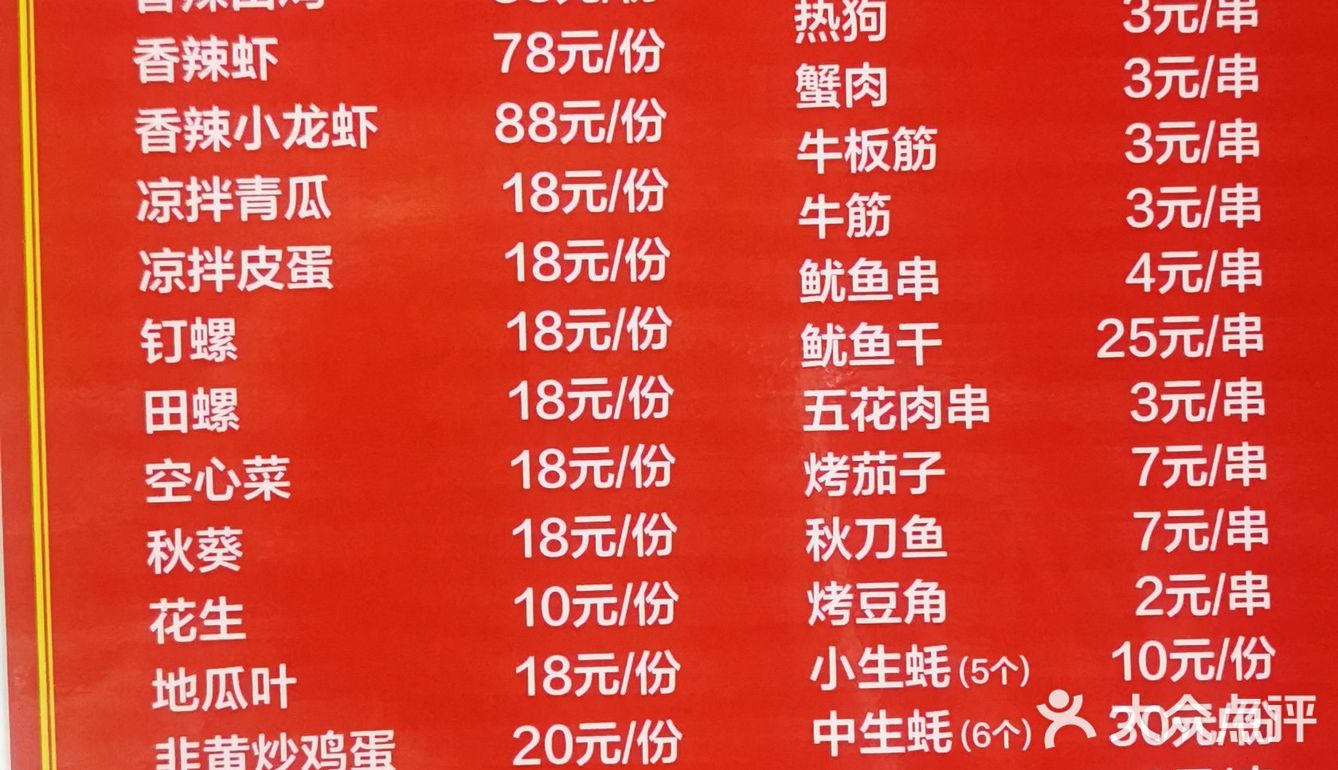 香辣虾 78元/份
香辣小龙虾 88元/份
凉拌青瓜 18元/份
凉拌皮蛋 18元/份
钉螺 18元/份
田螺 18元/份
空心菜 18元/份
秋葵 18元/份
花生 10元/份
地瓜叶 18元/份
韭黄炒鸡蛋 20元/份
热狗 3元/串
蟹肉 3元/串
牛板筋 3元/串
牛筋 3元/串
鱿鱼串 4元/串
鱿鱼干 25元/串
五花肉串 3元/串
烤茄子 7元/串
秋刀鱼 7元/串
烤豆角 2元/串
小生蚝(5个) 10元/份
中生蚝(6个) 30元/份
大众点评